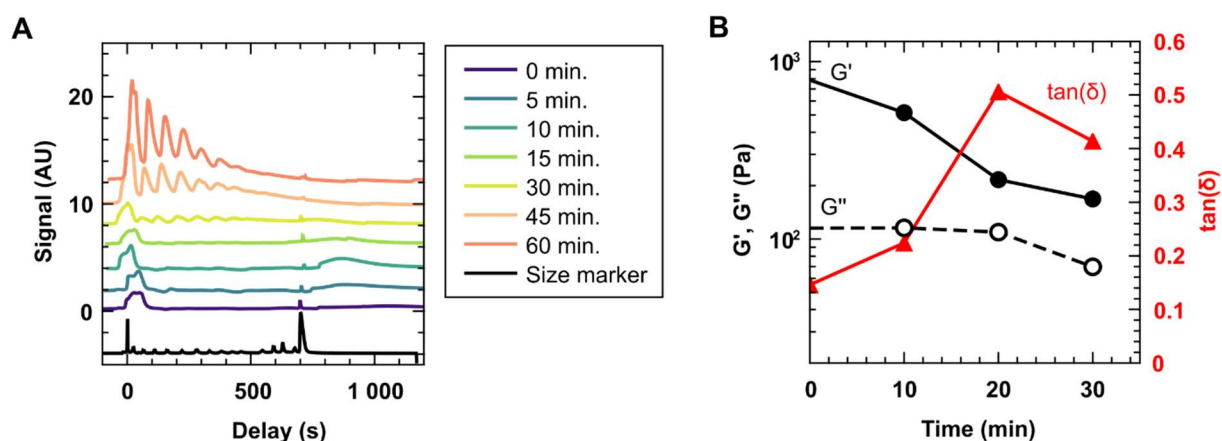 A
Signal (AU)
20
10
0
0
500
1 000
Delay (s)
0 min.
5 min.
10 min.
15 min.
30 min.
45 min.
60 min.
Size marker
B
G', G" (Pa)
10³
10²
G'
G"
tan(δ)
0
10
20
30
Time (min)
0.6
0.5
0.4
0.3
0.2
0.1
0
tan(δ)